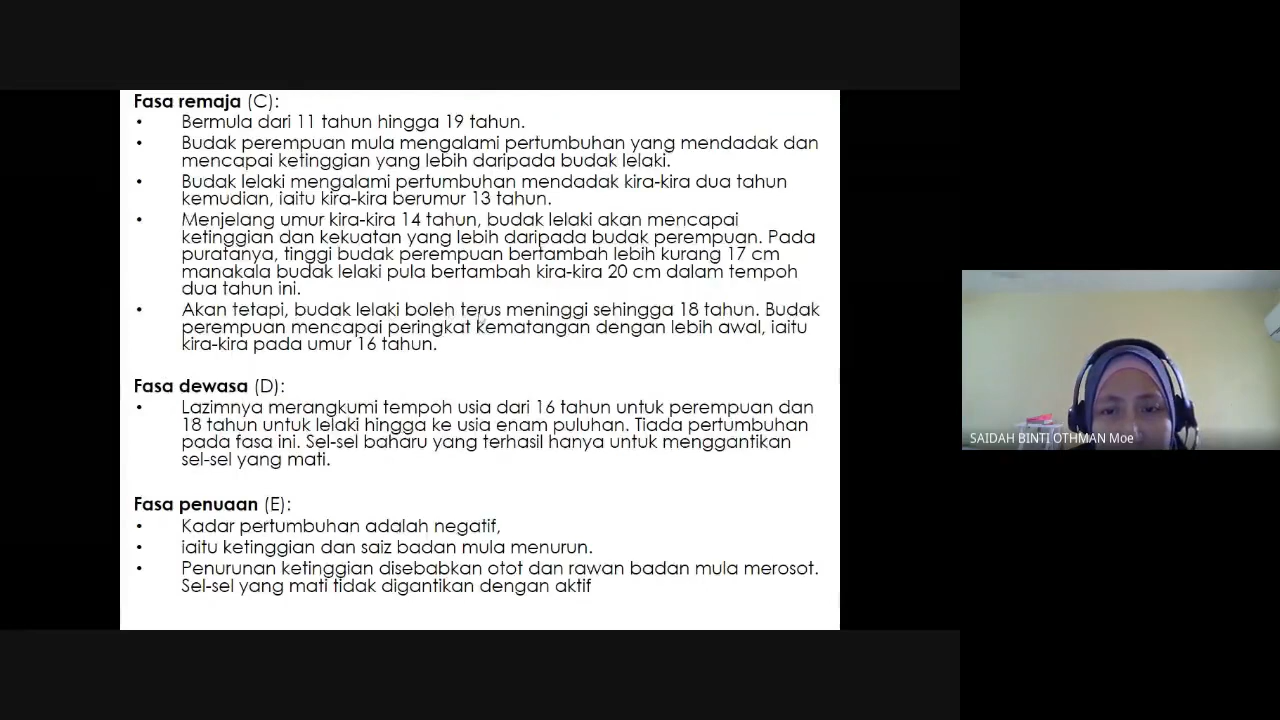 Fasa remaja (C):
• Bermula dari 11 tahun hingga 19 tahun.
• Budak perempuan mula mengalami pertumbuhan yang mendadak dan
mencapai ketinggian yang lebih daripada budak lelaki.
• Budak lelaki mengalami pertumbuhan mendadak kira-kira dua tahun
kemudian, iaitu kira-kira berumur 13 tahun.
• Menjelang umur kira-kira 14 tahun, budak lelaki akan mencapai
ketinggian dan kekuatan yang lebih daripada budak perempuan. Pada
puratanya, tinggi budak perempuan bertambah lebih kurang 17 cm
manakala budak lelaki pula bertambah kira-kira 20 cm dalam tempoh
dua tahun ini.
• Akan tetapi, budak lelaki boleh terus meninggi sehingga 18 tahun. Budak
perempuan mencapai peringkat kematangan dengan lebih awal, iaitu
kira-kira pada umur 16 tahun.
Fasa dewasa (D):
• Lazimnya merangkumi tempoh usia dari 16 tahun untuk perempuan dan
18 tahun untuk lelaki hingga ke usia enam puluhan. Tiada pertumbuhan
pada fasa ini. Sel-sel baharu yang terhasil hanya untuk menggantikan
sel-sel yang mati.
Fasa penuaan (E):
• Kadar pertumbuhan adalah negatif,
• iaitu ketinggian dan saiz badan mula menurun.
• Penurunan ketinggian disebabkan otot dan rawan badan mula merosot.
Sel-sel yang mati tidak digantikan dengan aktif
SAIDAH BINTI OTHMAN Moe